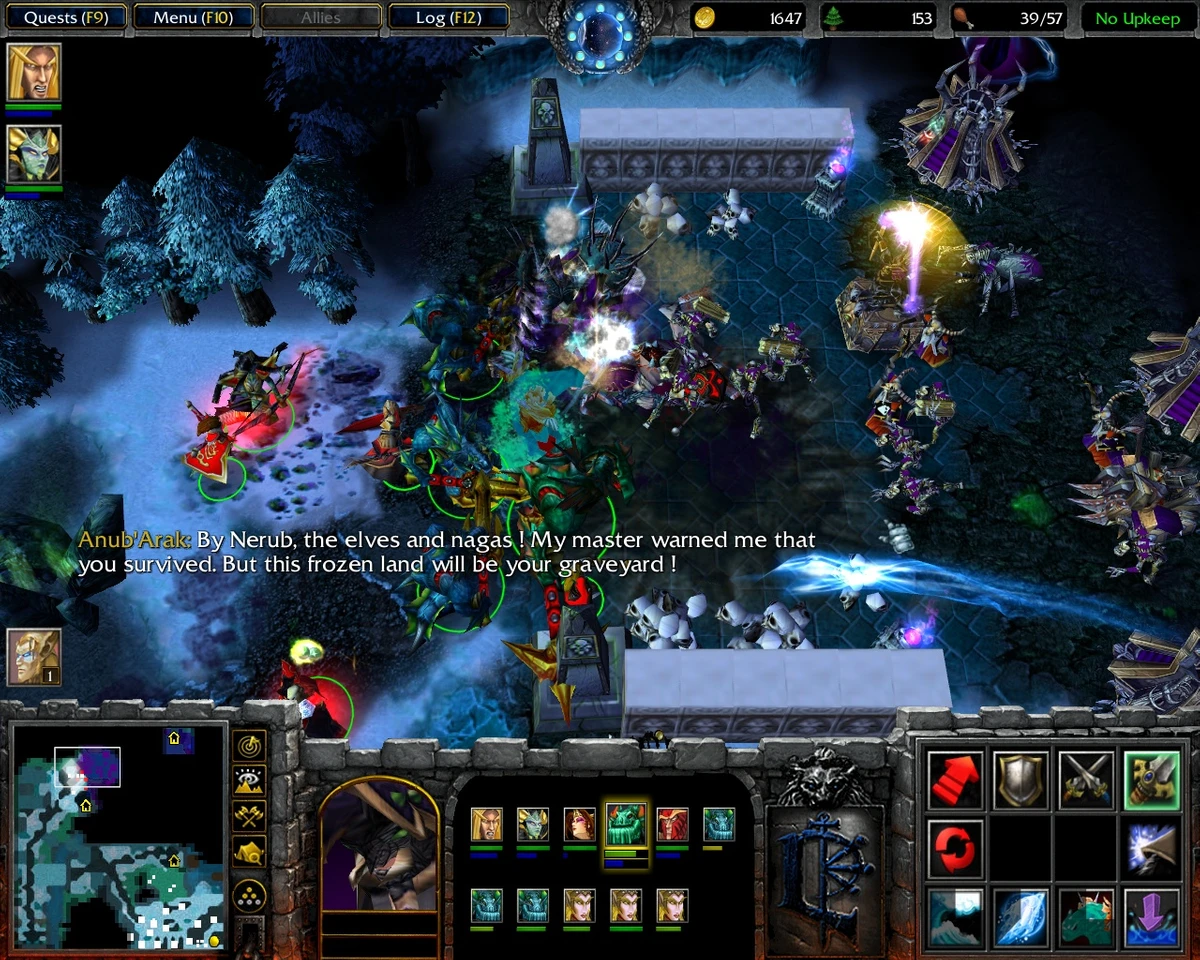 Quests (F9) Menu (F10) Allies Log (F12) 1647 153 39/57 No Upkeep
Anub'Arak: By Nerub, the elves and nagas ! My master warned me that
you survived. But this frozen land will be your graveyard !
1